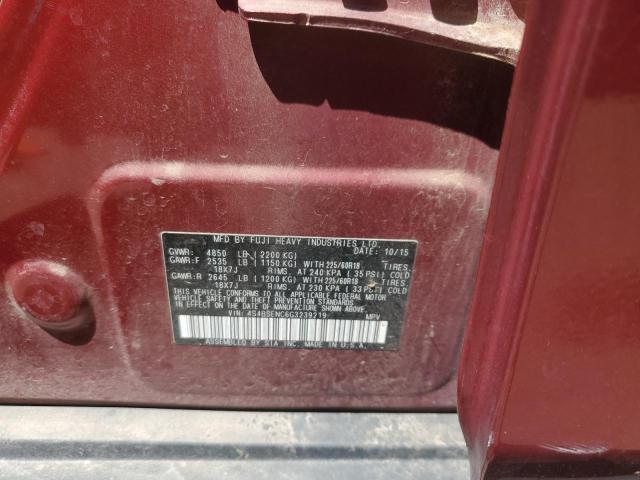 MFD BY FUJI HEAVY INDUSTRIES LTD.
GVWR: 4850 LB ( 2200 KG) DATE: 10/15
GAWR:F 2535 LB ( 1150 KG) WITH 225/60R18 TIRES,
18X7J RIMS, AT 240 KPA ( 35 PSI) COLD
GAWR:R 2645 LB ( 1200 KG) WITH 225/60R18 TIRES,
18X7J RIMS, AT 230 KPA ( 33 PSI) COLD
THIS VEHICLE CONFORMS TO ALL APPLICABLE FEDERAL MOTOR
VEHICLE SAFETY AND THEFT PREVENTION STANDARDS
IN EFFECT ON THE DATE OF MANUFACTURE SHOWN ABOVE.
VIN: 4S4BSENC6G3239219 MPV
ASSEMBLED BY SIA, INC. MADE IN U.S.A.